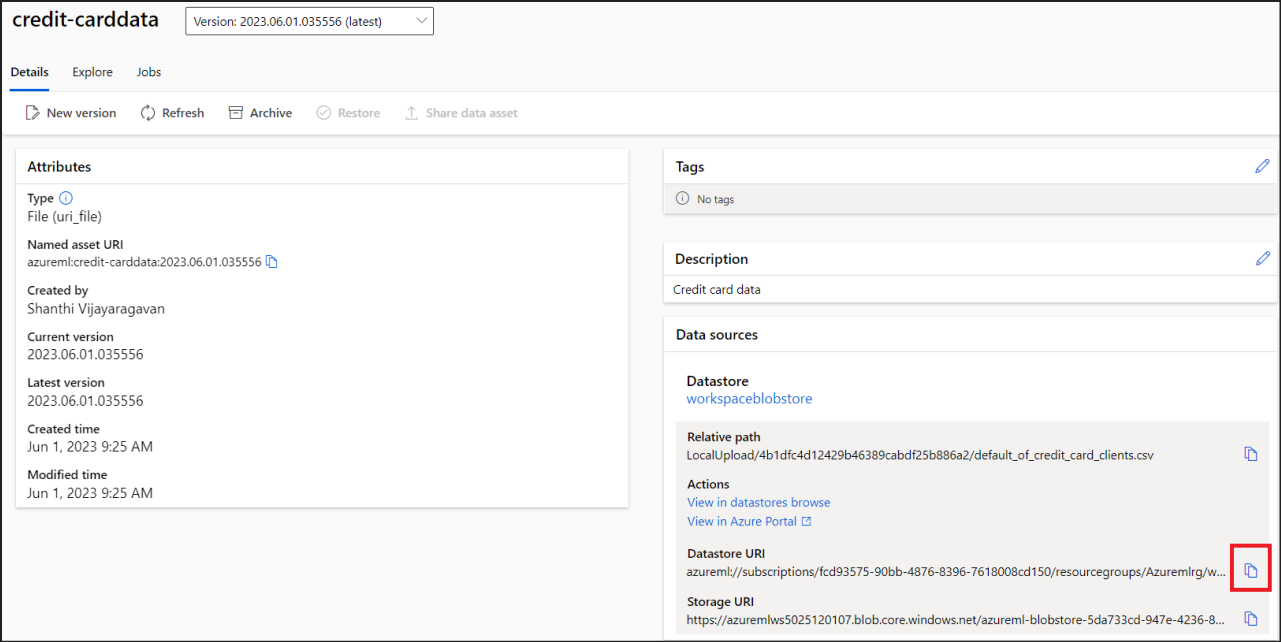 credit-carddata
Version: 2023.06.01.035556 (latest)
Details Explore Jobs
New version Refresh Archive Restore Share data asset
Attributes
Type
File (uri_file)
Named asset URI
azureml:credit-carddata:2023.06.01.035556
Created by
Shanthi Vijayaragavan
Current version
2023.06.01.035556
Latest version
2023.06.01.035556
Created time
Jun 1, 2023 9:25 AM
Modified time
Jun 1, 2023 9:25 AM
Tags
No tags
Description
Credit card data
Data sources
Datastore
workspaceblobstore
Relative path
LocalUpload/4b1dfc4d12429b46389cabdf25b886a2/default_of_credit_card_clients.csv
Actions
View in datastores browse
View in Azure Portal
Datastore URI
azureml://subscriptions/fcd93575-90bb-4876-8396-7618008cd150/resourcegroups/Azuremlrg/w...
Storage URI
https://azuremlws5025120107.blob.core.windows.net/azureml-blobstore-5da733cd-947e-4236-8...